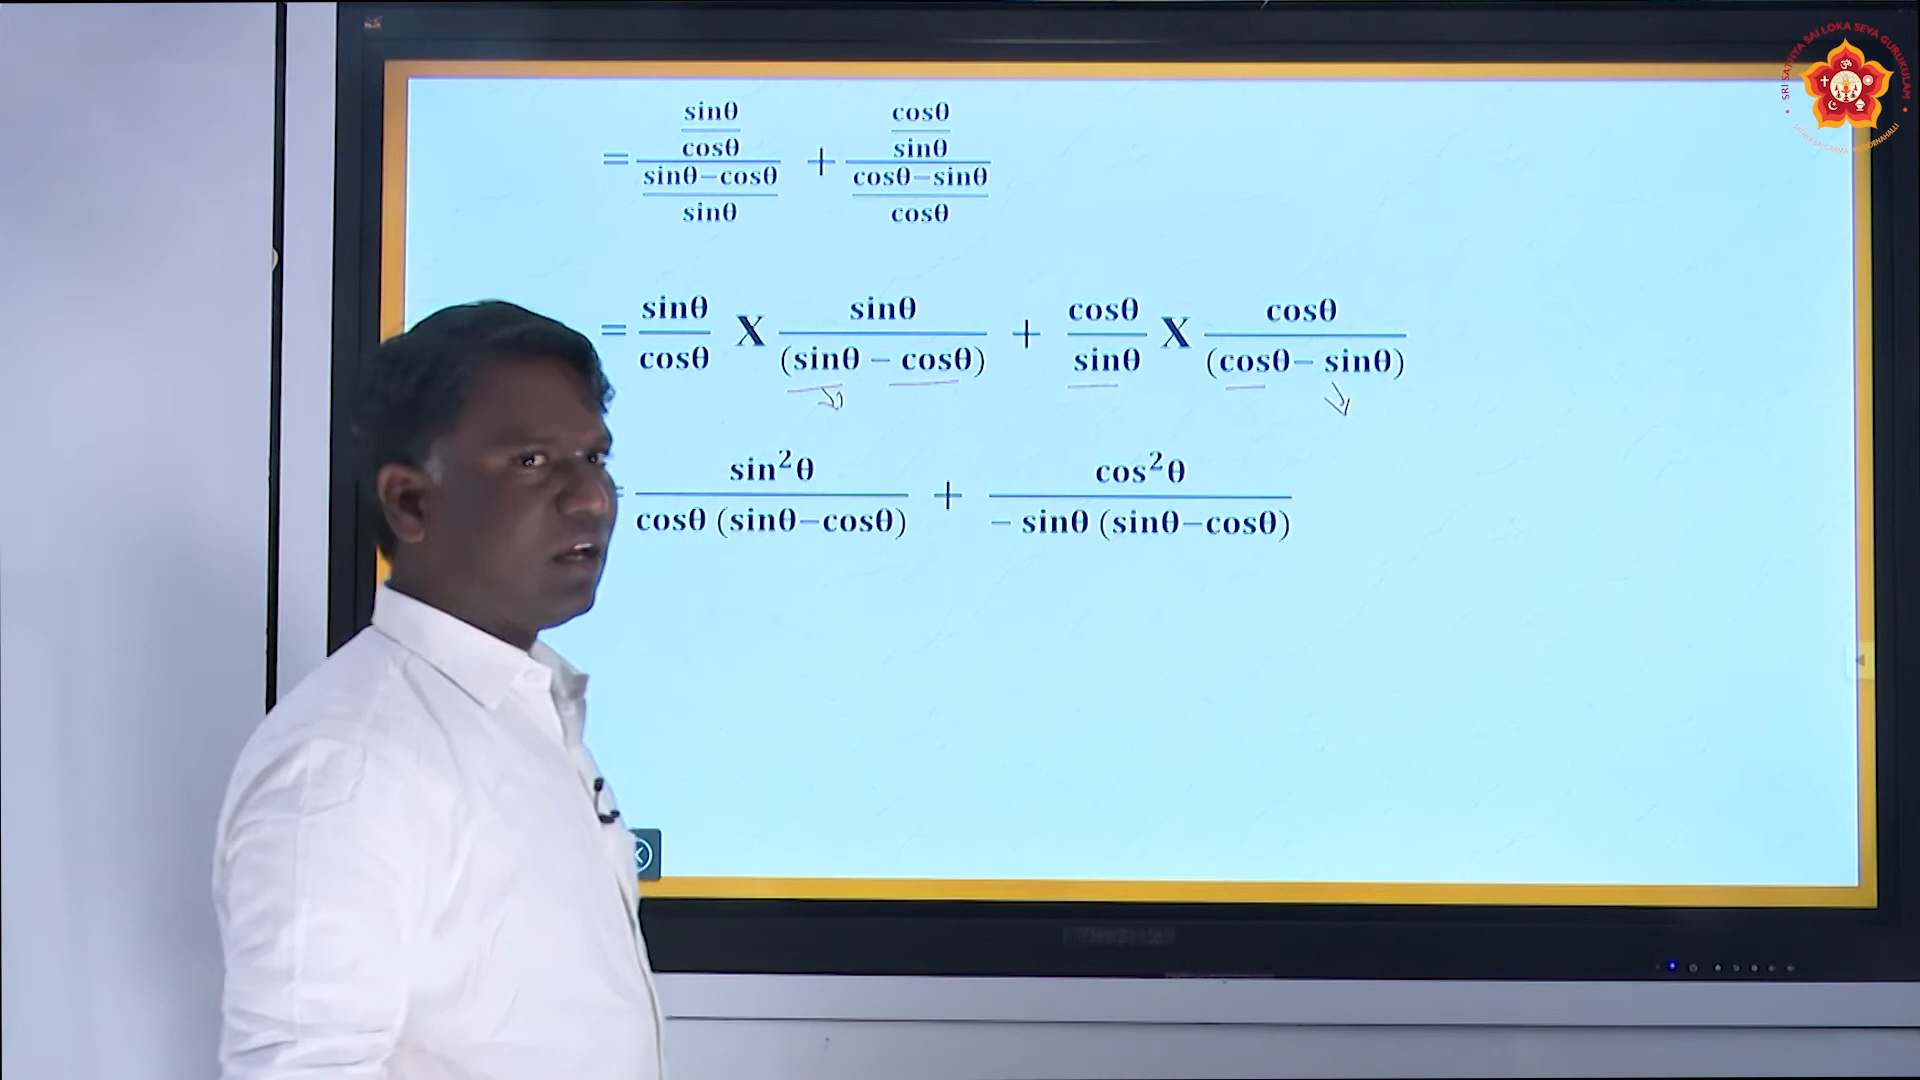 SRI SATHYA SAI LOKA SEVA GURUKULAM
= sinθ/cosθ / (sinθ−cosθ)/sinθ + cosθ/sinθ / (cosθ−sinθ)/cosθ
= sinθ/cosθ X sinθ/(sinθ − cosθ) + cosθ/sinθ X cosθ/(cosθ− sinθ)
= sin²θ/cosθ (sinθ−cosθ) + cos²θ/− sinθ (sinθ−cosθ)